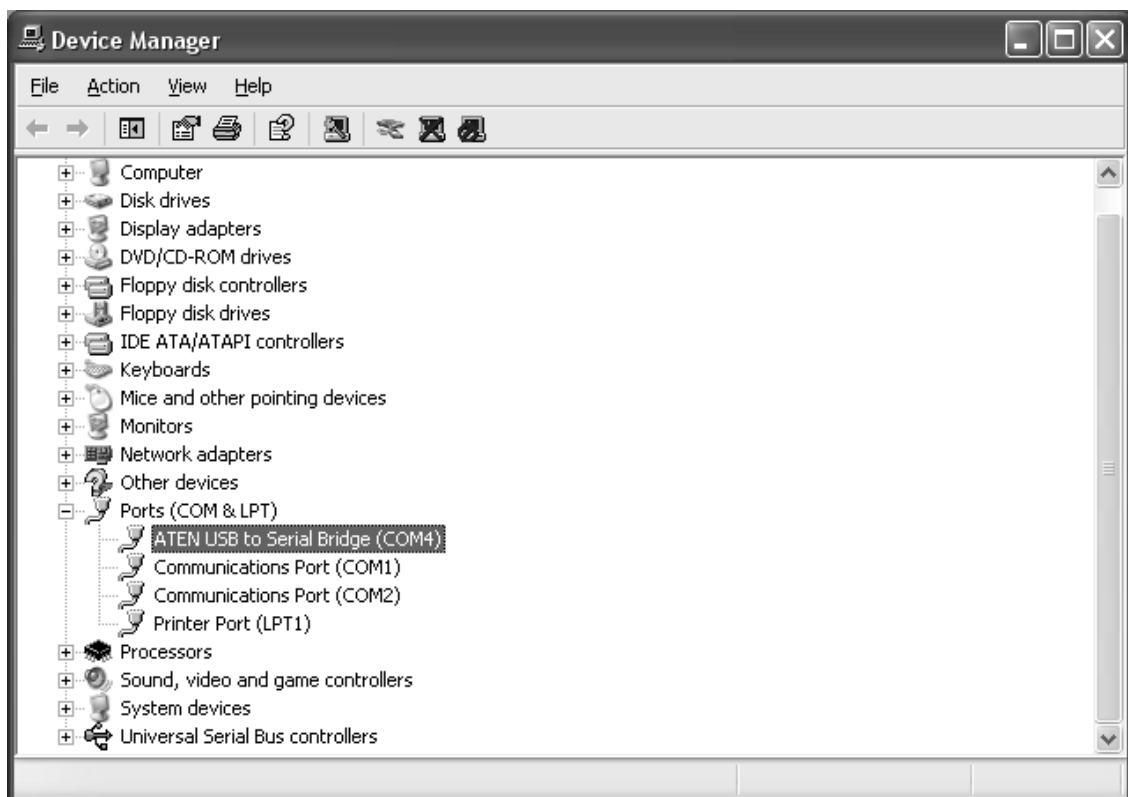 Device Manager
File Action View Help
Computer
Disk drives
Display adapters
DVD/CD-ROM drives
Floppy disk controllers
Floppy disk drives
IDE ATA/ATAPI controllers
Keyboards
Mice and other pointing devices
Monitors
Network adapters
Other devices
Ports (COM & LPT)
ATEN USB to Serial Bridge (COM4)
Communications Port (COM1)
Communications Port (COM2)
Printer Port (LPT1)
Processors
Sound, video and game controllers
System devices
Universal Serial Bus controllers